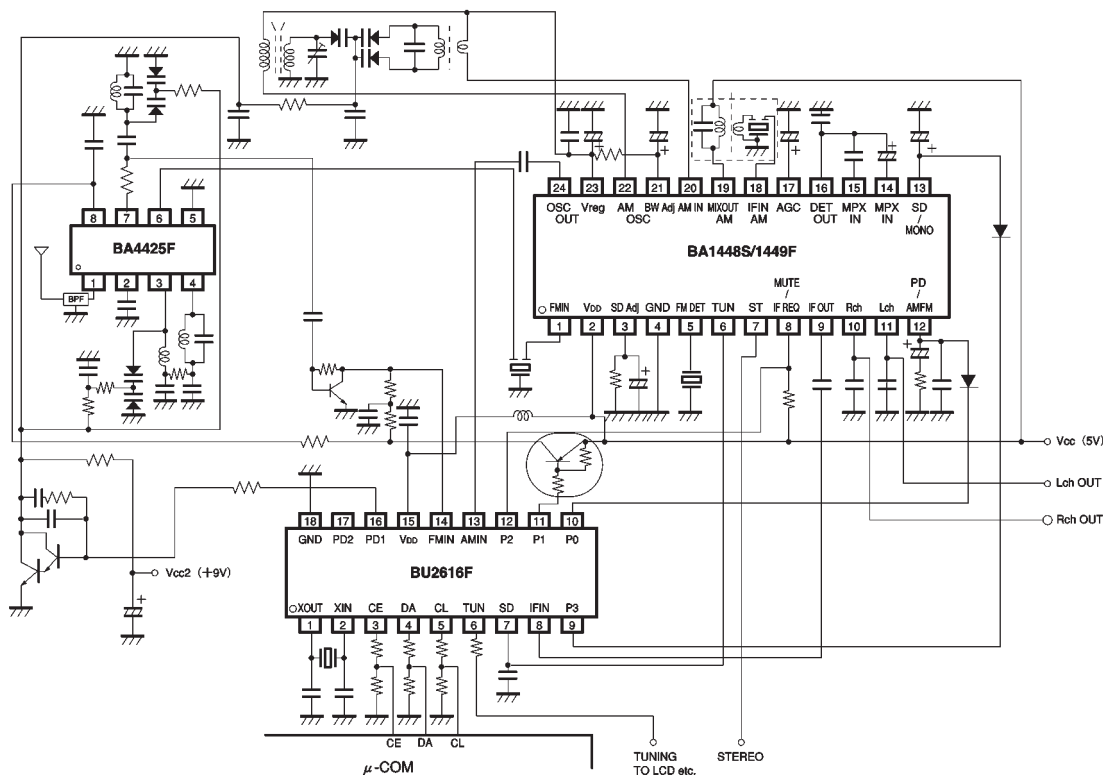 24 23 22 21 20 19 18 17 16 15 14 13
OSC OUT Vreg AM OSC BW Adj AM IN MIXOUT AM IFIN AM AGC DET OUT MPX IN MPX IN SD / MONO
BA1448S/1449F
FMIN VDD SD Adj GND FM DET TUN ST MUTE / IF REQ IF OUT Rch Lch PD / AMFM
1 2 3 4 5 6 7 8 9 10 11 12
8 7 6 5
BA4425F
1 2 3 4
BPF
Vcc (5V)
Lch OUT
Rch OUT
18 17 16 15 14 13 12 11 10
GND PD2 PD1 VDD FMIN AMIN P2 P1 P0
BU2616F
XOUT XIN CE DA CL TUN SD IFIN P3
1 2 3 4 5 6 7 8 9
Vcc2 (+9V)
+
+
+
+
+
+
+
+
CE DA CL
μ-COM
TUNING
TO LCD etc.
STEREO